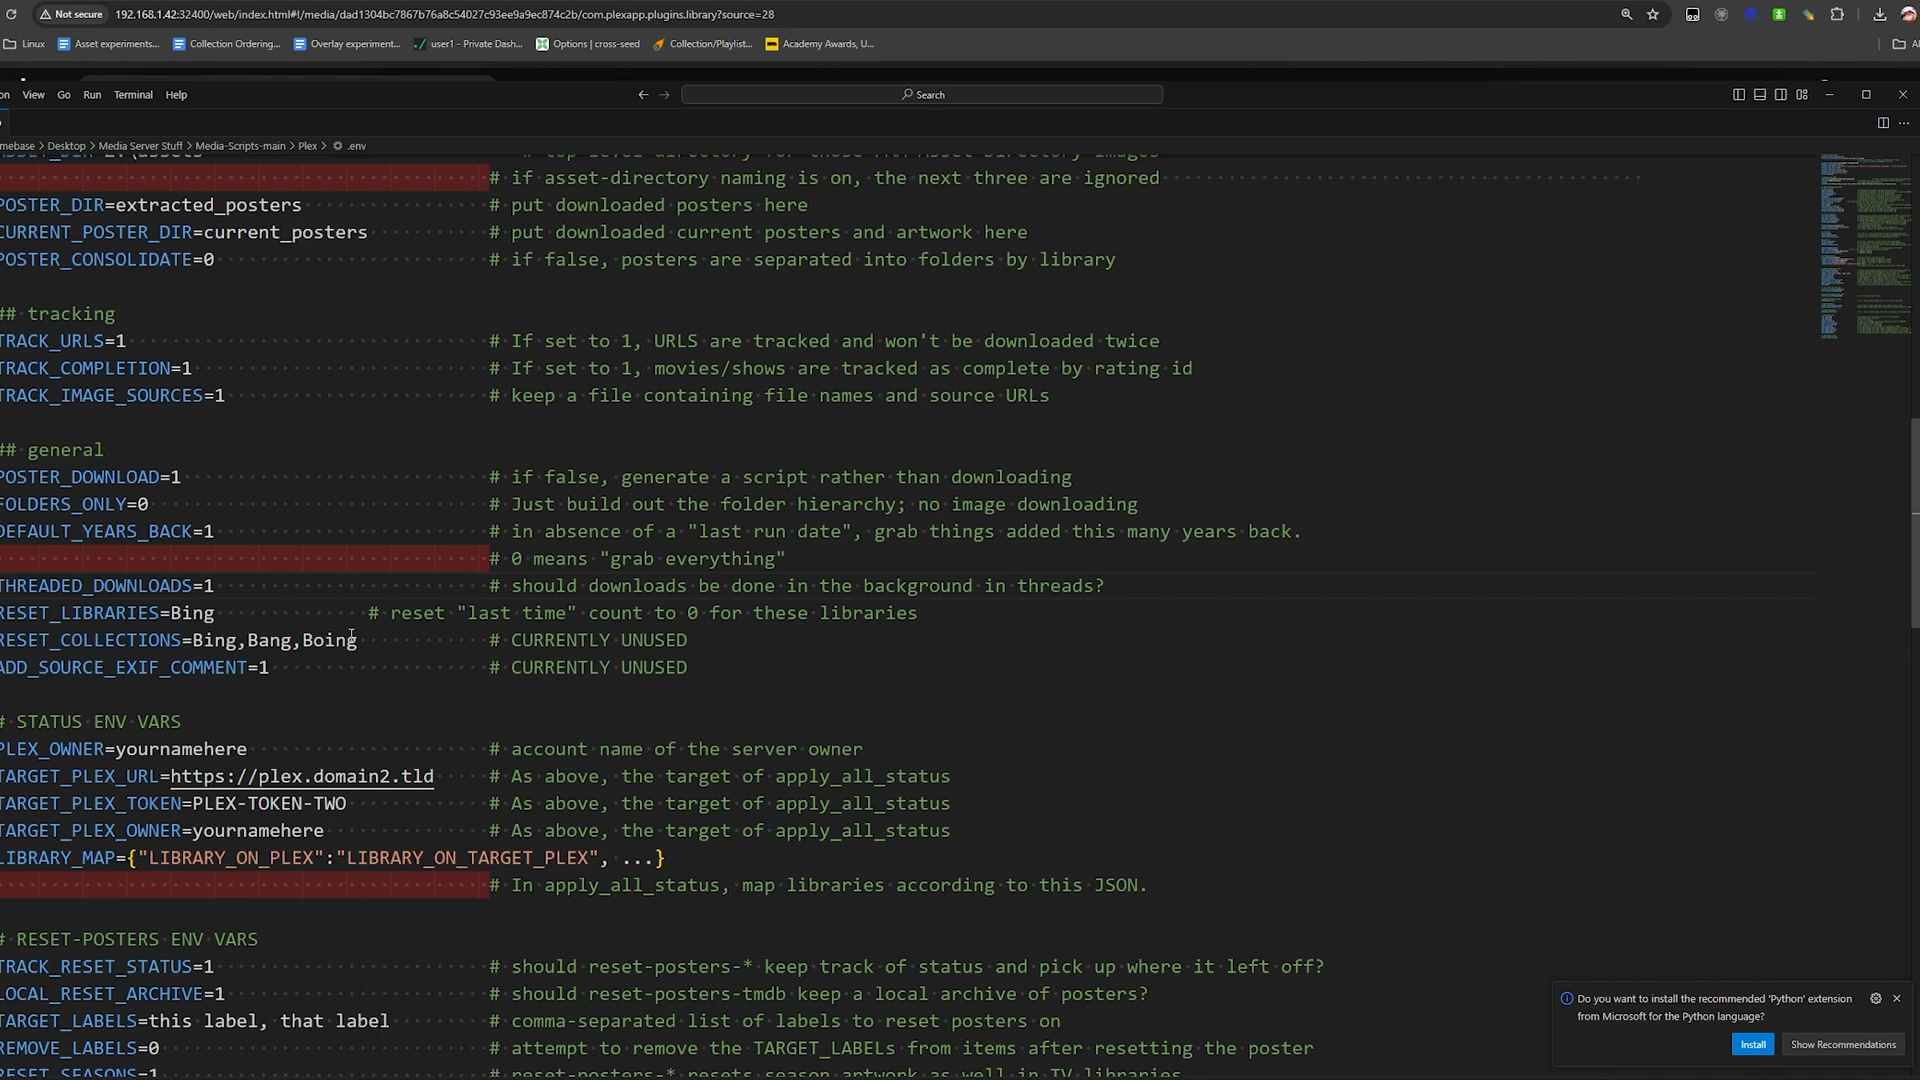 Not secure 192.168.1.42:32400/web/index.html#!/media/dad1304bc7867b76a8c54027c93ee9a9ec874c2b/com.plexapp.plugins.library?source=28
Linux Asset experiments... Collection Ordering... Overlay experiment... user1 - Private Dash... Options | cross-seed Collection/Playlist... Academy Awards, U...
on View Go Run Terminal Help Search
mebase > Desktop > Media Server Stuff > Media-Scripts-main > Plex > .env
# if asset-directory naming is on, the next three are ignored
POSTER_DIR=extracted_posters # put downloaded posters here
CURRENT_POSTER_DIR=current_posters # put downloaded current posters and artwork here
POSTER_CONSOLIDATE=0 # if false, posters are separated into folders by library
## tracking
TRACK_URLS=1 # If set to 1, URLS are tracked and won't be downloaded twice
TRACK_COMPLETION=1 # If set to 1, movies/shows are tracked as complete by rating id
TRACK_IMAGE_SOURCES=1 # keep a file containing file names and source URLs
## general
POSTER_DOWNLOAD=1 # if false, generate a script rather than downloading
FOLDERS_ONLY=0 # Just build out the folder hierarchy; no image downloading
DEFAULT_YEARS_BACK=1 # in absence of a "last run date", grab things added this many years back.
# 0 means "grab everything"
THREADED_DOWNLOADS=1 # should downloads be done in the background in threads?
RESET_LIBRARIES=Bing # reset "last time" count to 0 for these libraries
RESET_COLLECTIONS=Bing,Bang,Boing # CURRENTLY UNUSED
ADD_SOURCE_EXIF_COMMENT=1 # CURRENTLY UNUSED
# STATUS ENV VARS
PLEX_OWNER=yournamehere # account name of the server owner
TARGET_PLEX_URL=https://plex.domain2.tld # As above, the target of apply_all_status
TARGET_PLEX_TOKEN=PLEX-TOKEN-TWO # As above, the target of apply_all_status
TARGET_PLEX_OWNER=yournamehere # As above, the target of apply_all_status
LIBRARY_MAP={"LIBRARY_ON_PLEX":"LIBRARY_ON_TARGET_PLEX", ...}
# In apply_all_status, map libraries according to this JSON.
# RESET-POSTERS ENV VARS
TRACK_RESET_STATUS=1 # should reset-posters-* keep track of status and pick up where it left off?
LOCAL_RESET_ARCHIVE=1 # should reset-posters-tmdb keep a local archive of posters?
TARGET_LABELS=this label, that label # comma-separated list of labels to reset posters on
REMOVE_LABELS=0 # attempt to remove the TARGET_LABELs from items after resetting the poster
RESET_SEASONS=1 # reset-posters-* resets season artwork as well in TV libraries
Do you want to install the recommended 'Python' extension
from Microsoft for the Python language?
Install Show Recommendations